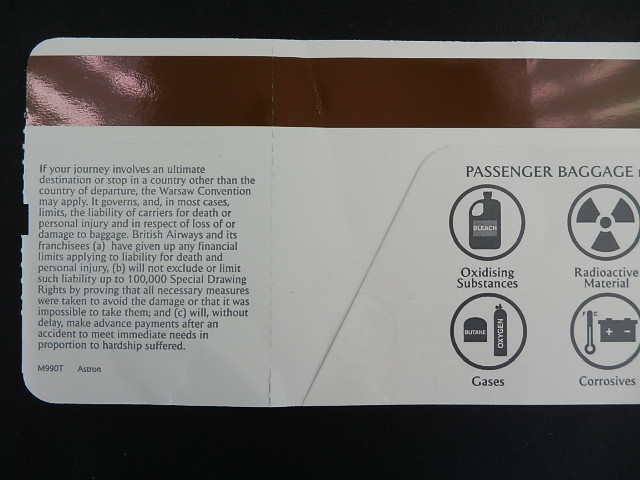 If your journey involves an ultimate
destination or stop in a country other than the
country of departure, the Warsaw Convention
may apply. It governs, and, in most cases,
limits, the liability of carriers for death or
personal injury and in respect of loss of or
damage to baggage. British Airways and its
franchisees (a) have given up any financial
limits applying to liability for death and
personal injury, (b) will not exclude or limit
such liability up to 100,000 Special Drawing
Rights by proving that all necessary measures
were taken to avoid the damage or that it was
impossible to take them; and (c) will, without
delay, make advance payments after an
accident to meet immediate needs in
proportion to hardship suffered.
M990T Astron
PASSENGER BAGGAGE
BLEACH
Oxidising
Substances
Radioactive
Material
BUTANE
OXYGEN
F C
+ -
Gases
Corrosives